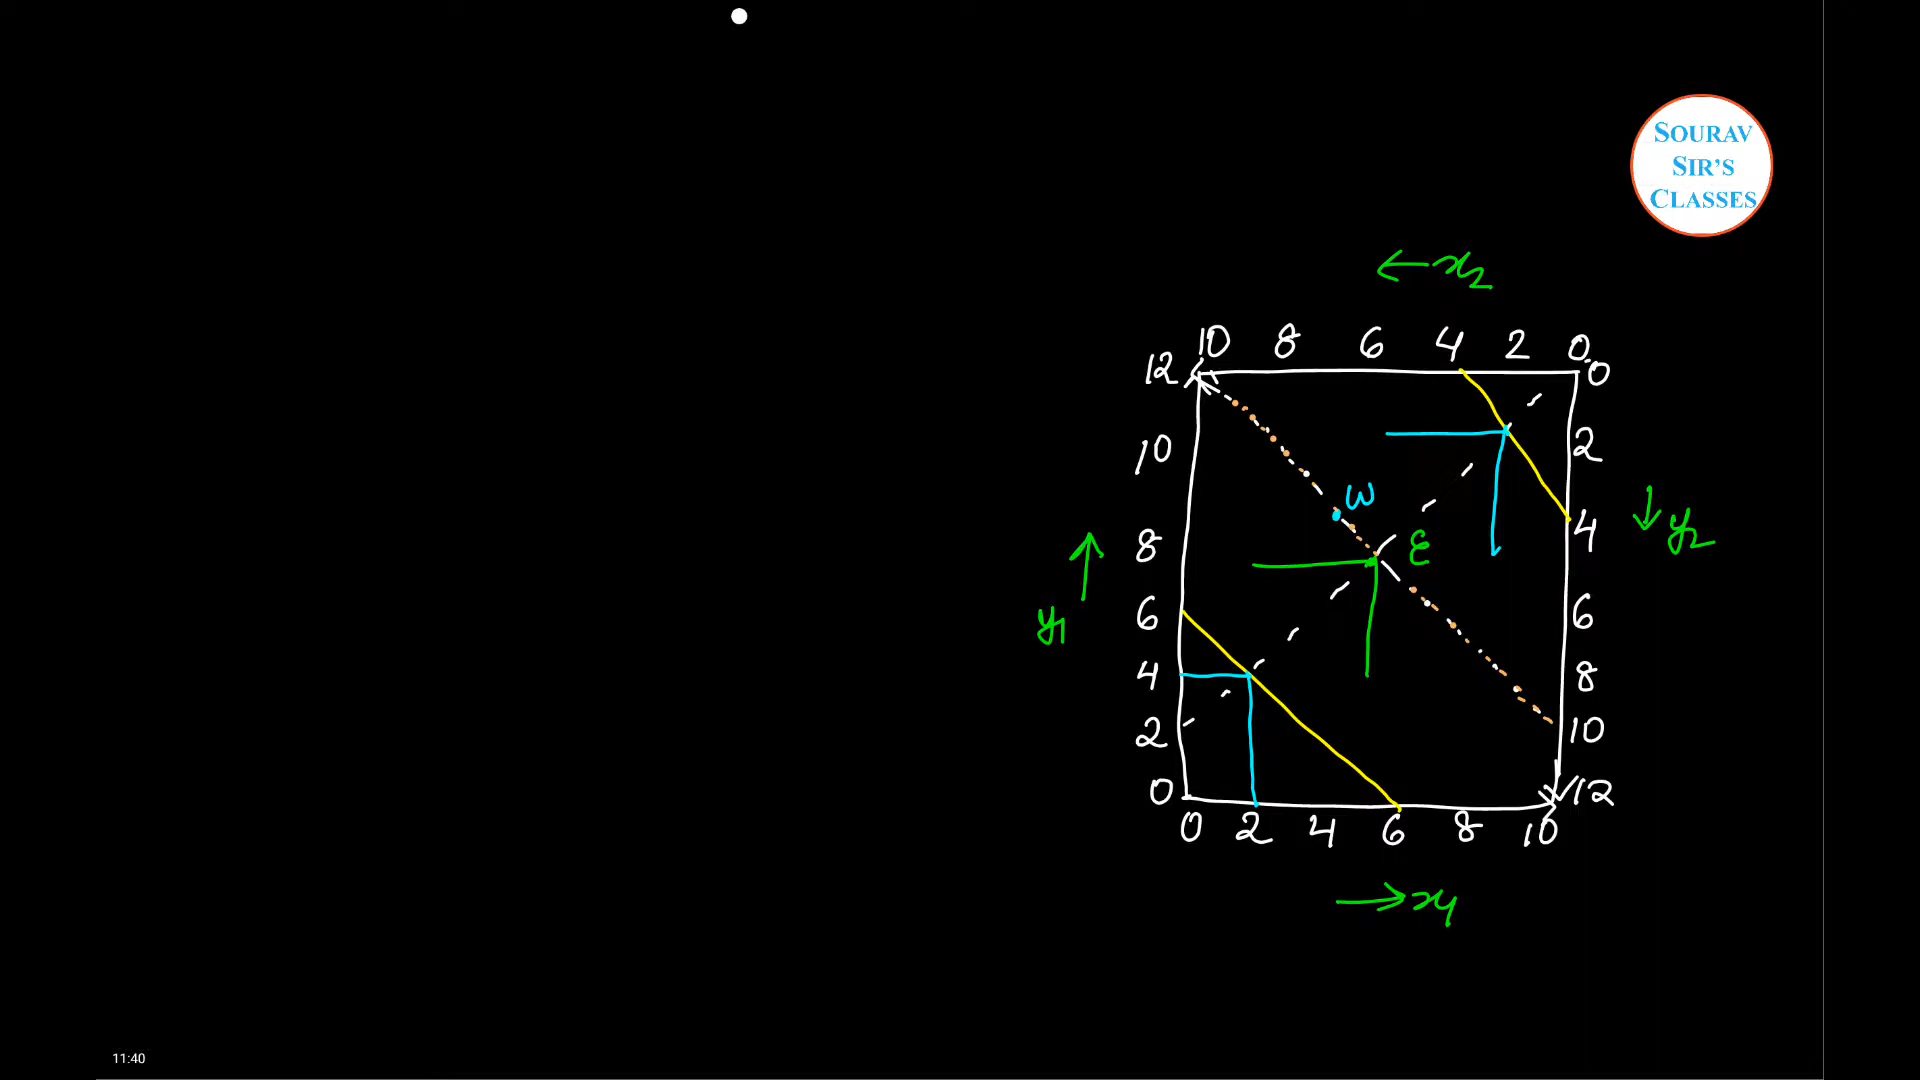 SOURAV
SIR'S
CLASSES
← x2
10 8 6 4 2 0
12 0
10 2
W
E
8 4
↓ y2
↑
y1
6 6
4 8
2 10
0 12
0 2 4 6 8 10
→ x1
11:40